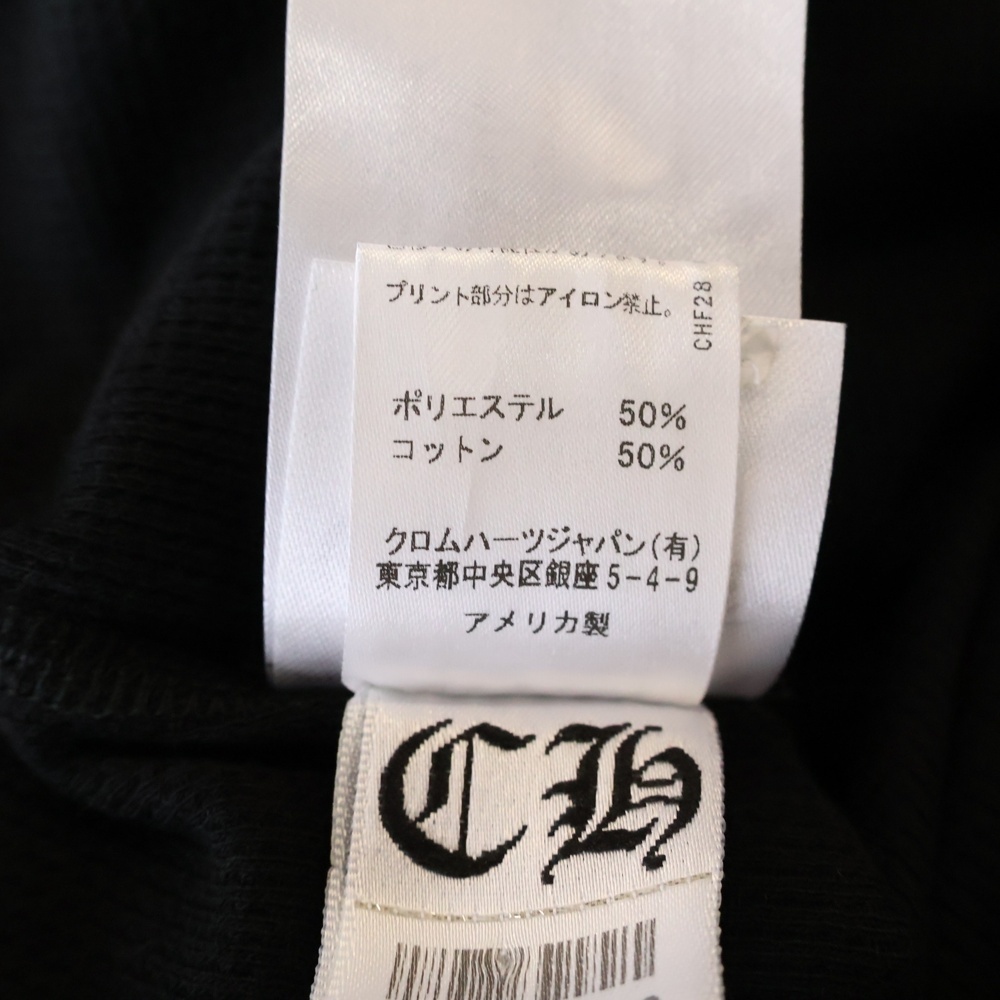 プリント部分はアイロン禁止。
CHF28
ポリエステル 50%
コットン 50%
クロムハーツジャパン(有)
東京都中央区銀座5-4-9
アメリカ製
CH